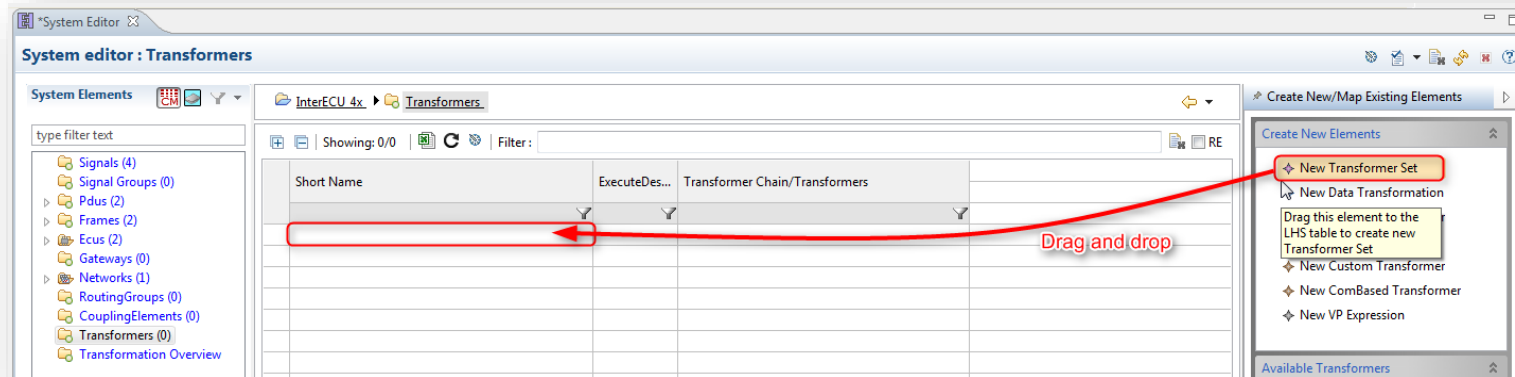 *System Editor
System editor : Transformers
System Elements
CM
type filter text
Signals (4)
Signal Groups (0)
Pdus (2)
Frames (2)
Ecus (2)
Gateways (0)
Networks (1)
RoutingGroups (0)
CouplingElements (0)
Transformers (0)
Transformation Overview
InterECU_4x
Transformers
Showing: 0/0
Filter :
RE
Short Name
ExecuteDes...
Transformer Chain/Transformers
Drag and drop
Create New/Map Existing Elements
Create New Elements
New Transformer Set
New Data Transformation
Drag this element to the
LHS table to create new
Transformer Set
New Custom Transformer
New ComBased Transformer
New VP Expression
Available Transformers